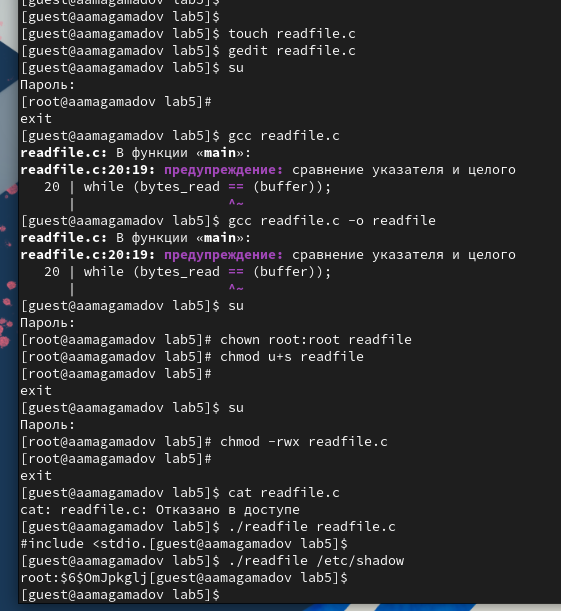 [guest@aamagamadov lab5]$
[guest@aamagamadov lab5]$
[guest@aamagamadov lab5]$ touch readfile.c
[guest@aamagamadov lab5]$ gedit readfile.c
[guest@aamagamadov lab5]$ su
Пароль:
[root@aamagamadov lab5]#
exit
[guest@aamagamadov lab5]$ gcc readfile.c
readfile.c: В функции «main»:
readfile.c:20:19: предупреждение: сравнение указателя и целого
   20 | while (bytes_read == (buffer));
      |                   ^~
[guest@aamagamadov lab5]$ gcc readfile.c -o readfile
readfile.c: В функции «main»:
readfile.c:20:19: предупреждение: сравнение указателя и целого
   20 | while (bytes_read == (buffer));
      |                   ^~
[guest@aamagamadov lab5]$ su
Пароль:
[root@aamagamadov lab5]# chown root:root readfile
[root@aamagamadov lab5]# chmod u+s readfile
[root@aamagamadov lab5]#
exit
[guest@aamagamadov lab5]$ su
Пароль:
[root@aamagamadov lab5]# chmod -rwx readfile.c
[root@aamagamadov lab5]#
exit
[guest@aamagamadov lab5]$ cat readfile.c
cat: readfile.c: Отказано в доступе
[guest@aamagamadov lab5]$ ./readfile readfile.c
#include <stdio.[guest@aamagamadov lab5]$
[guest@aamagamadov lab5]$ ./readfile /etc/shadow
root:$6$OmJpkglj[guest@aamagamadov lab5]$
[guest@aamagamadov lab5]$